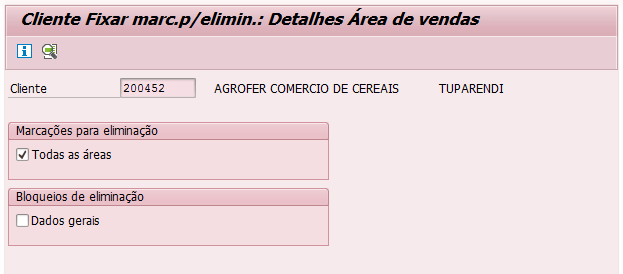 Cliente Fixar marc.p/elimin.: Detalhes Área de vendas
Cliente 200452 AGROFER COMERCIO DE CEREAIS TUPARENDI
Marcações para eliminação
Todas as áreas
Bloqueios de eliminação
Dados gerais